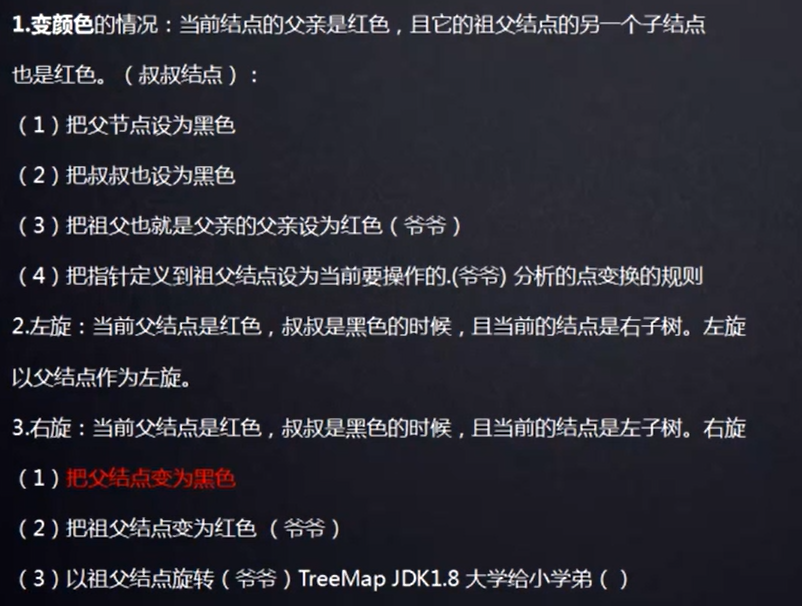 1.变颜色的情况：当前结点的父亲是红色，且它的祖父结点的另一个子结点
也是红色。（叔叔结点）：
（1）把父节点设为黑色
（2）把叔叔也设为黑色
（3）把祖父也就是父亲的父亲设为红色（爷爷）
（4）把指针定义到祖父结点设为当前要操作的.(爷爷) 分析的点变换的规则
2.左旋：当前父结点是红色，叔叔是黑色的时候，且当前的结点是右子树。左旋
以父结点作为左旋。
3.右旋：当前父结点是红色，叔叔是黑色的时候，且当前的结点是左子树。右旋
（1）把父结点变为黑色
（2）把祖父结点变为红色 （爷爷）
（3）以祖父结点旋转（爷爷）TreeMap JDK1.8 大学给小学弟（ ）